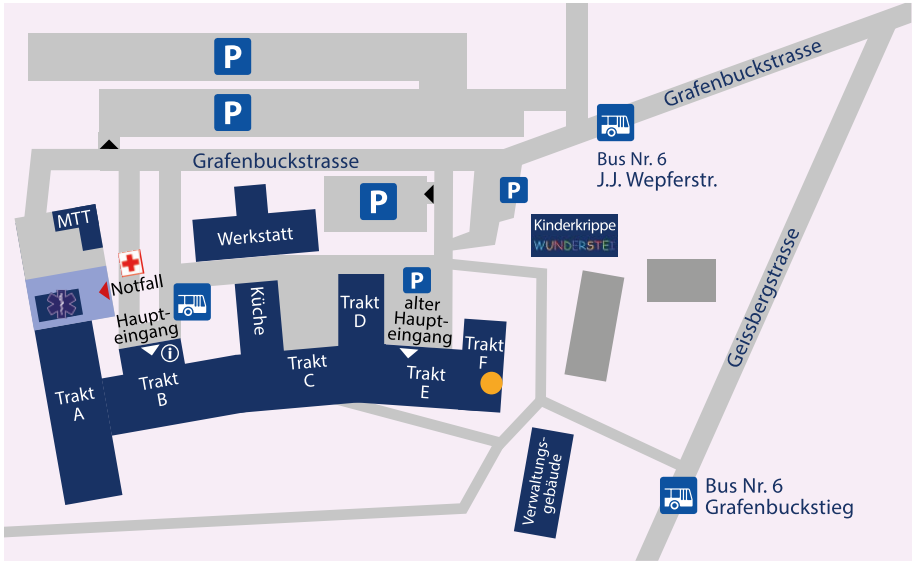 P
P
Grafenbuckstrasse
Bus Nr. 6
J.J. Wepferstr.
Grafenbuckstrasse
P
P
MTT
Werkstatt
Kinderkrippe
WUNDERSTEI
Notfall
Haupt-
eingang
i
Küche
Trakt
D
P
alter
Haupt-
eingang
Trakt
F
Geissbergstrasse
Trakt
A
Trakt
B
Trakt
C
Trakt
E
Verwaltungs-
gebäude
Bus Nr. 6
Grafenbuckstieg